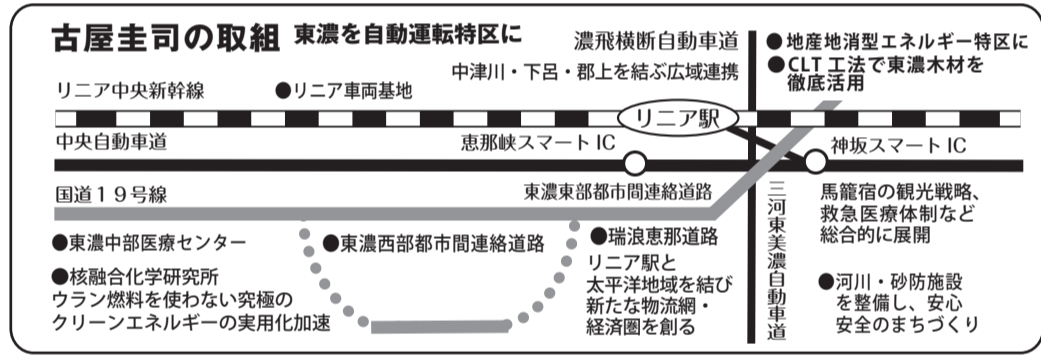 古屋圭司の取組 東濃を自動運転特区に
濃飛横断自動車道
中津川・下呂・郡上を結ぶ広域連携
●地産地消型エネルギー特区に
●CLT工法で東濃木材を
徹底活用
リニア中央新幹線
●リニア車両基地
リニア駅
中央自動車道
恵那峡スマートIC
神坂スマートIC
国道19号線
東濃東部都市間連絡道路
三河東美濃自動車道
馬籠宿の観光戦略、
救急医療体制など
総合的に展開
●東濃中部医療センター
●東濃西部都市間連絡道路
●瑞浪恵那道路
リニア駅と
太平洋地域を結び
新たな物流網・
経済圏を創る
●核融合化学研究所
ウラン燃料を使わない究極の
クリーンエネルギーの実用化加速
●河川・砂防施設
を整備し、安心
安全のまちづくり